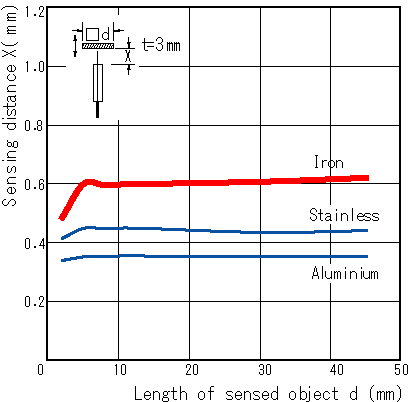 Sensing distance X( mm)
1.2
1.0
0.8
0.6
0.4
0.2
□d
t=3mm
X
Iron
Stainless
Aluminium
0 10 20 30 40 50 (mm)
Length of sensed object d (mm)